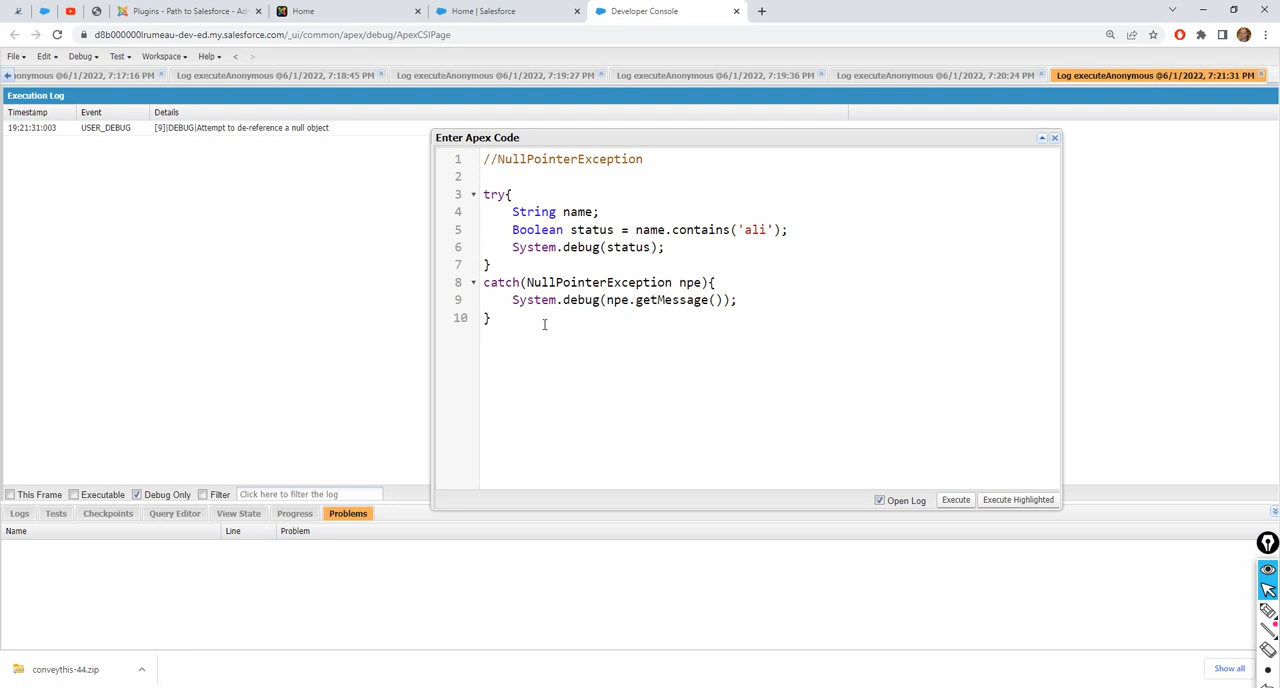 Plugins - Path to Salesforce - Adm
Home
Home | Salesforce
Developer Console
d8b000000lrumeau-dev-ed.my.salesforce.com/_ui/common/apex/debug/ApexCSIPage
File
Edit
Debug
Test
Workspace
Help
<
>
onymous @6/1/2022, 7:17:16 PM
Log executeAnonymous @6/1/2022, 7:18:45 PM
Log executeAnonymous @6/1/2022, 7:19:27 PM
Log executeAnonymous @6/1/2022, 7:19:36 PM
Log executeAnonymous @6/1/2022, 7:20:24 PM
Log executeAnonymous @6/1/2022, 7:21:31 PM
Execution Log
Timestamp Event Details
19:21:31:003 USER_DEBUG [9]|DEBUG|Attempt to de-reference a null object
Enter Apex Code
1 //NullPointerException
2
3 try{
4 String name;
5 Boolean status = name.contains('ali');
6 System.debug(status);
7 }
8 catch(NullPointerException npe){
9 System.debug(npe.getMessage());
10 }
Open Log Execute Execute Highlighted
This Frame Executable Debug Only Filter Click here to filter the log
Logs Tests Checkpoints Query Editor View State Progress Problems
Name Line Problem
conveythis-44.zip
Show all